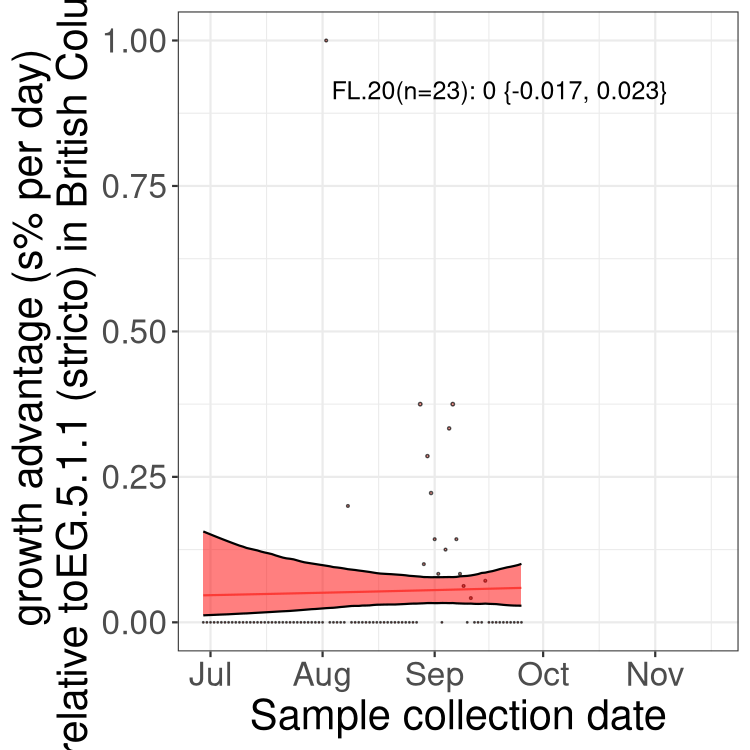 growth advantage (s% per day)
relative toEG.5.1.1 (stricto) in British Colu
1.00
0.75
0.50
0.25
0.00
FL.20(n=23): 0 {-0.017, 0.023}
Jul Aug Sep Oct Nov
Sample collection date